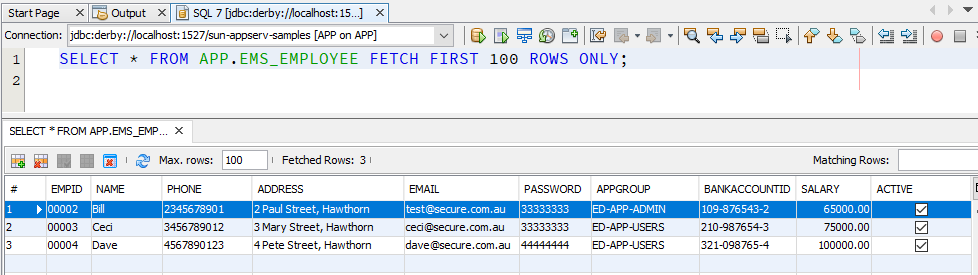 Start Page Output SQL 7 [jdbc:derby://localhost:15...]
Connection: jdbc:derby://localhost:1527/sun-appserv-samples [APP on APP]
1 SELECT * FROM APP.EMS_EMPLOYEE FETCH FIRST 100 ROWS ONLY;
2
SELECT * FROM APP.EMS_EMP...
Max. rows: 100 Fetched Rows: 3 Matching Rows:
# EMPID NAME PHONE ADDRESS EMAIL PASSWORD APPGROUP BANKACCOUNTID SALARY ACTIVE
1 00002 Bill 2345678901 2 Paul Street, Hawthorn test@secure.com.au 33333333 ED-APP-ADMIN 109-876543-2 65000.00
2 00003 Ceci 3456789012 3 Mary Street, Hawthorn ceci@secure.com.au 33333333 ED-APP-USERS 210-987654-3 75000.00
3 00004 Dave 4567890123 4 Pete Street, Hawthorn dave@secure.com.au 44444444 ED-APP-USERS 321-098765-4 100000.00